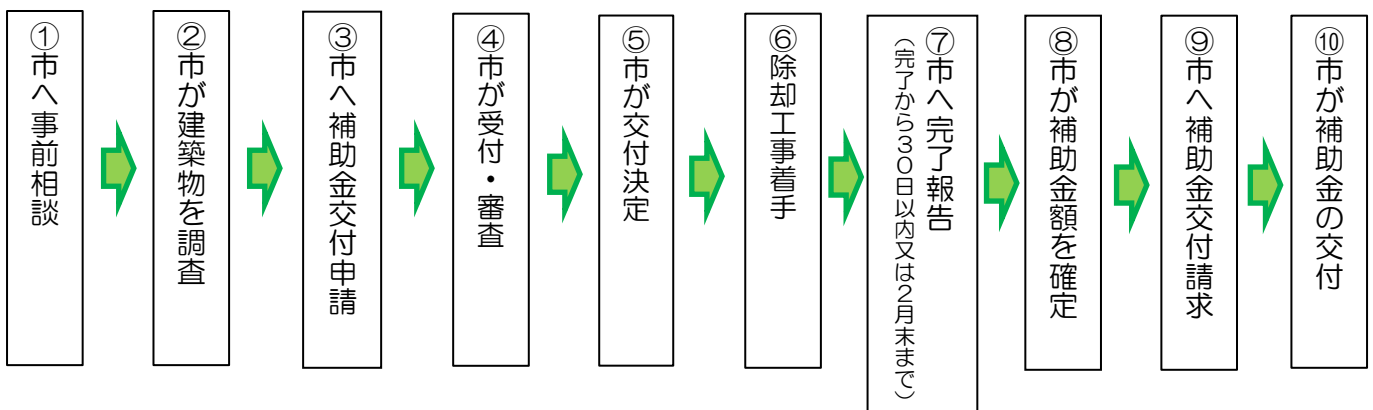 ①市へ事前相談
②市が建築物を調査
③市へ補助金交付申請
④市が受付・審査
⑤市が交付決定
⑥除却工事着手
⑦市へ完了報告
（完了から３０日以内又は２月末まで）
⑧市が補助金額を確定
⑨市へ補助金交付請求
⑩市が補助金の交付